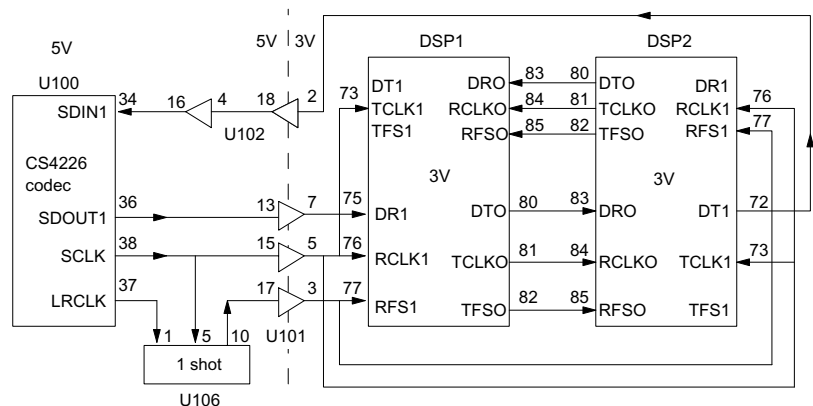 5V
5V
3V
DSP1
DSP2
U100
34
SDIN1
16
4
18
2
U102
CS4226
codec
36
SDOUT1
38
SCLK
37
LRCLK
13
7
15
5
17
3
U101
1
5
10
1 shot
U106
73
DT1
TCLK1
TFS1
DRO
RCLKO
RFSO
83
80
84
81
85
82
DTO
TCLKO
TFSO
DR1
RCLK1
RFS1
76
77
3V
3V
75
DR1
DTO
80
83
DRO
DT1
72
76
RCLK1
TCLKO
81
84
RCLKO
TCLK1
73
77
RFS1
TFSO
82
85
RFSO
TFS1